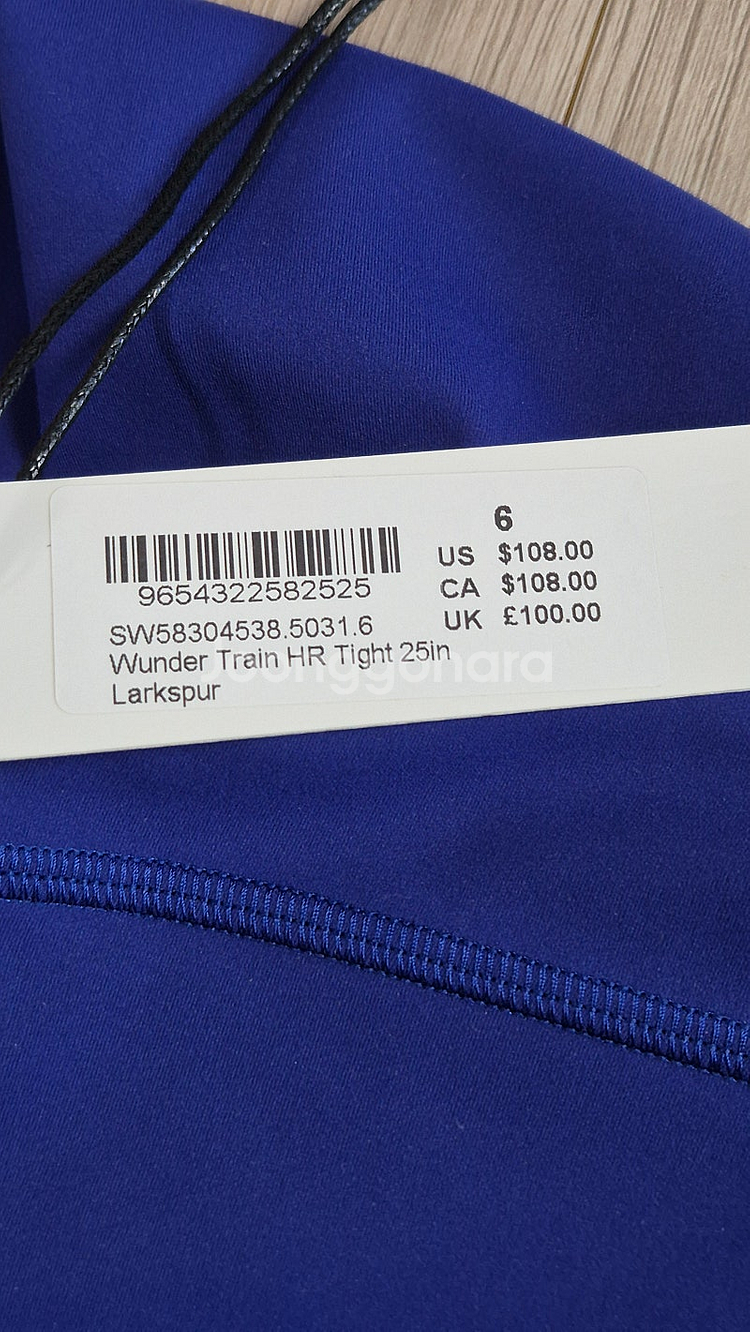 6
US $108.00
CA $108.00
UK £100.00
9654322582525
SW58304538.5031.6
Wunder Train HR Tight 25in
Larkspur
Joonggonara